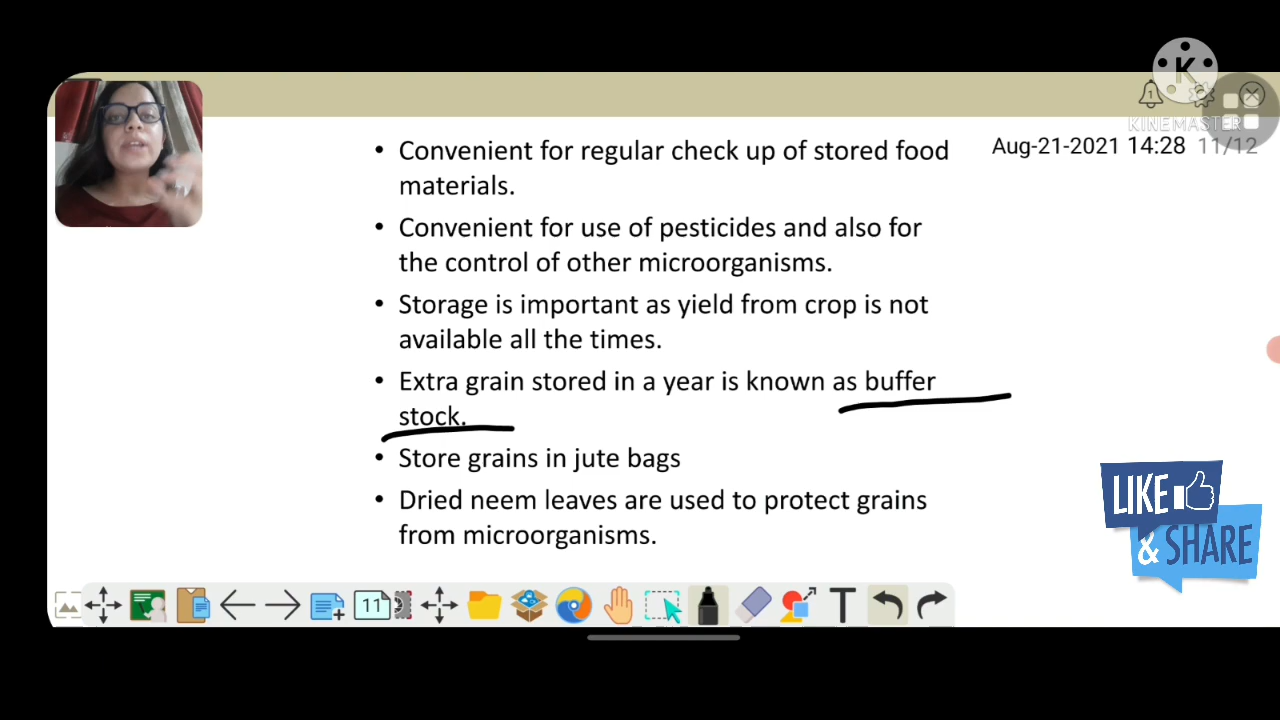 KINEMASTER
• Convenient for regular check up of stored food
Aug-21-2021 14:28 11/12
materials.
• Convenient for use of pesticides and also for
the control of other microorganisms.
• Storage is important as yield from crop is not
available all the times.
• Extra grain stored in a year is known as buffer
stock.
• Store grains in jute bags
• Dried neem leaves are used to protect grains
from microorganisms.
LIKE
& SHARE
11
T
K
1